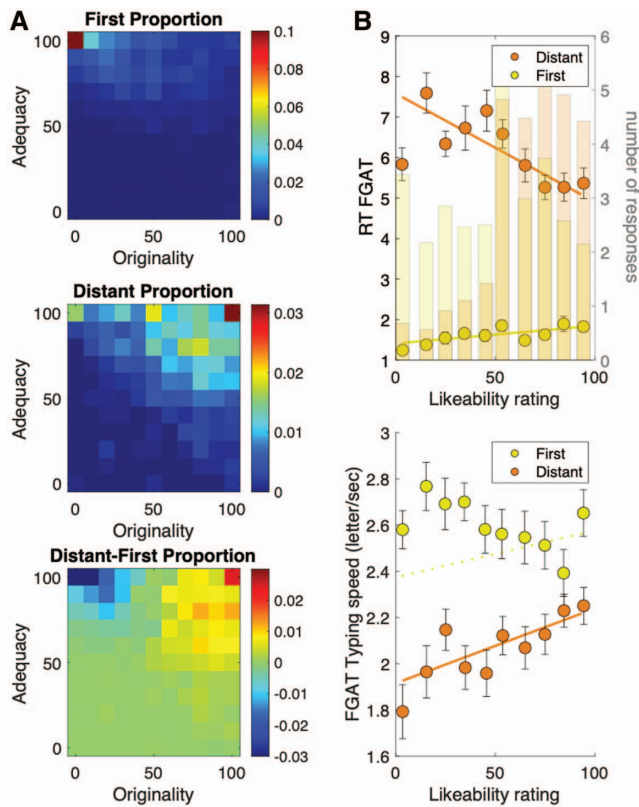 A
First Proportion
100
50
0
Adequacy
0 50 100
Originality
0.1
0.08
0.06
0.04
0.02
0
Distant Proportion
100
50
0
Adequacy
0 50 100
Originality
0.03
0.02
0.01
0
Distant-First Proportion
100
50
0
Adequacy
0 50 100
Originality
0.02
0.01
0
-0.01
-0.02
-0.03
B
9
8
7
6
5
4
3
2
1
RT FGAT
Distant
First
6
5
4
3
2
1
0
number of responses
0 50 100
Likeability rating
3
2.8
2.6
2.4
2.2
2
1.8
1.6
FGAT Typing speed (letter/sec)
First
Distant
0 50 100
Likeability rating